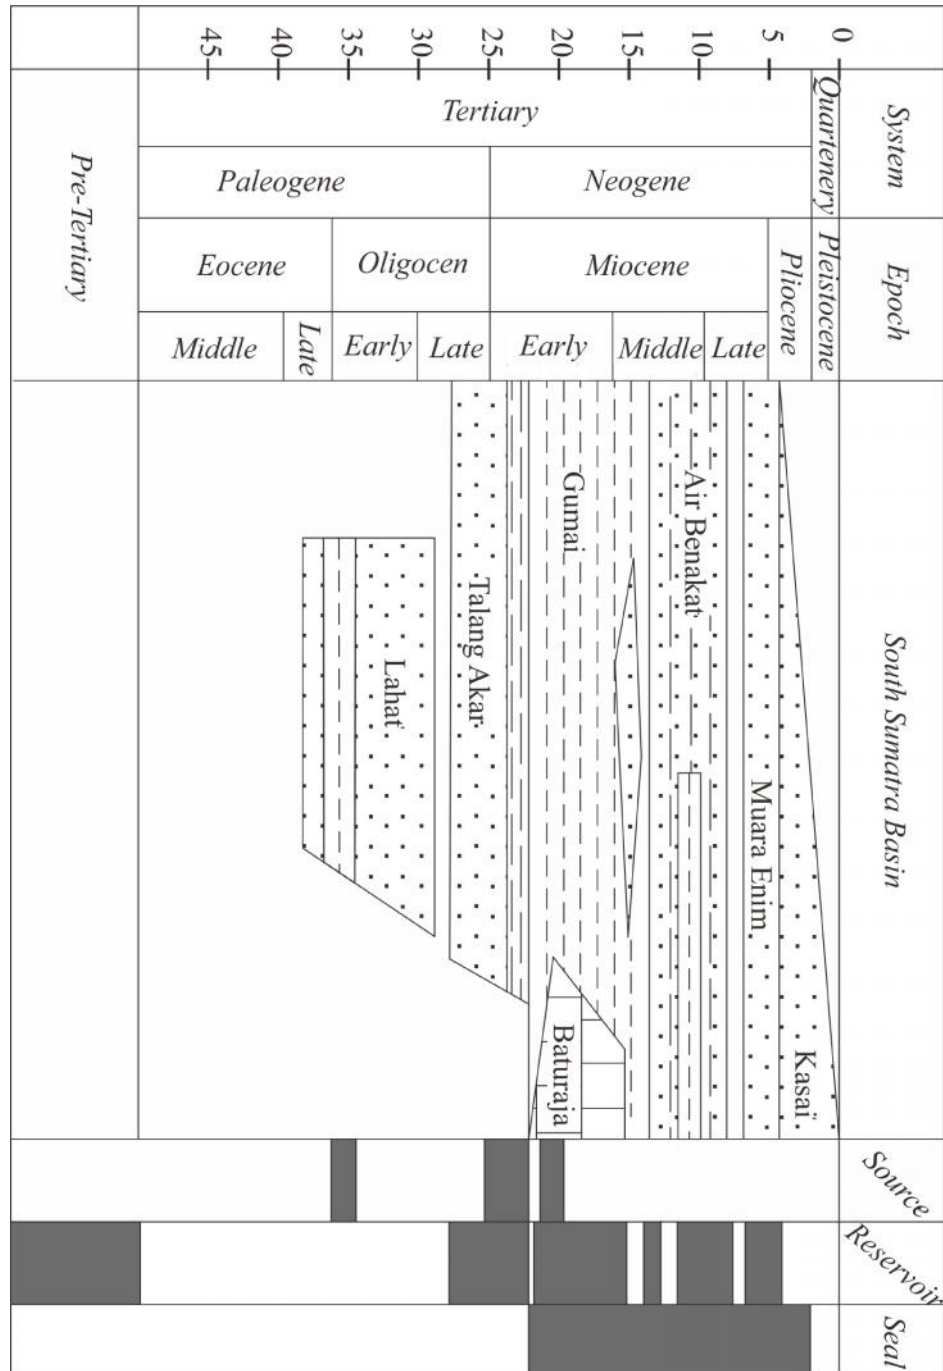 0
5
10
15
20
25
30
35
40
45
System
Quartenery
Tertiary
Neogene
Paleogene
Pre-Tertiary
Epoch
Pleistocene
Pliocene
Miocene
Oligocen
Eocene
Late
Middle
Early
Late
Early
Late
Middle
South Sumatra Basin
Kasai
Muara Enim
Air Benakat
Gumai
Baturaja
Talang Akar
Lahat
Source
Reservoir
Seal